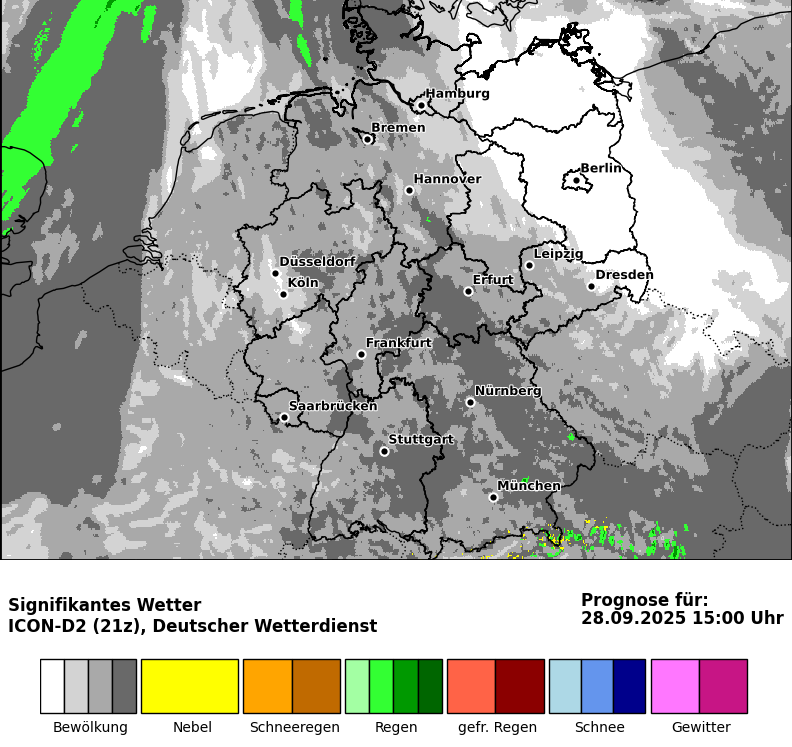 Hamburg
Bremen
Berlin
Hannover
Düsseldorf
Leipzig
Köln
Erfurt
Dresden
Frankfurt
Nürnberg
Saarbrücken
Stuttgart
München
Signifikantes Wetter
ICON-D2 (21z), Deutscher Wetterdienst
Prognose für:
28.09.2025 15:00 Uhr
Bewölkung
Nebel
Schneeregen
Regen
gefr. Regen
Schnee
Gewitter